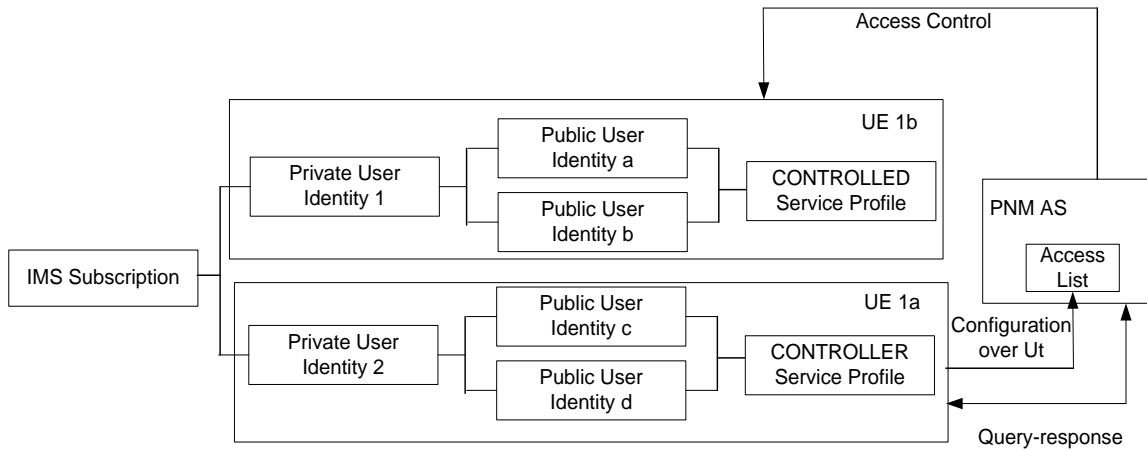 Access Control
UE 1b
Public User
Identity a
Private User
Identity 1
CONTROLLED
Service Profile
Public User
Identity b
PNM AS
Access
List
IMS Subscription
UE 1a
Public User
Identity c
Private User
Identity 2
CONTROLLER
Service Profile
Public User
Identity d
Configuration
over Ut
Query-response